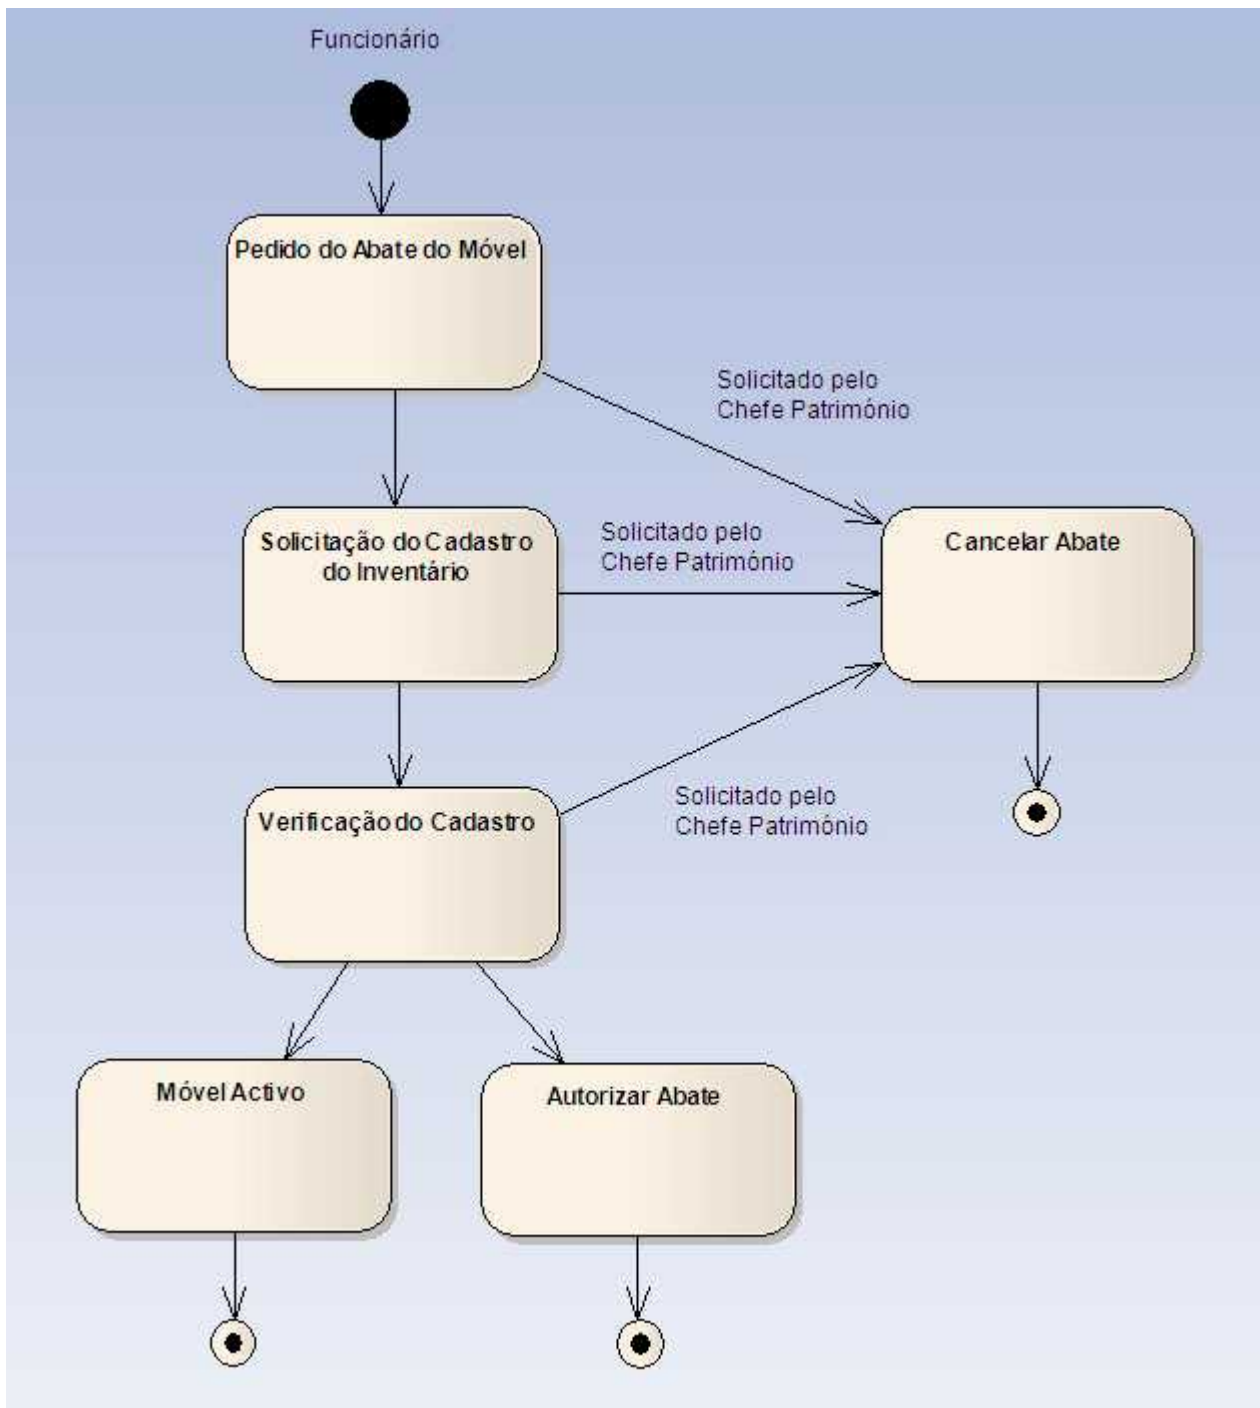 Funcionário
Pedido do Abate do Móvel
Solicitado pelo
Chefe Património
Solicitação do Cadastro
do Inventário
Solicitado pelo
Chefe Património
Cancelar Abate
Verificação do Cadastro
Solicitado pelo
Chefe Património
Móvel Activo
Autorizar Abate